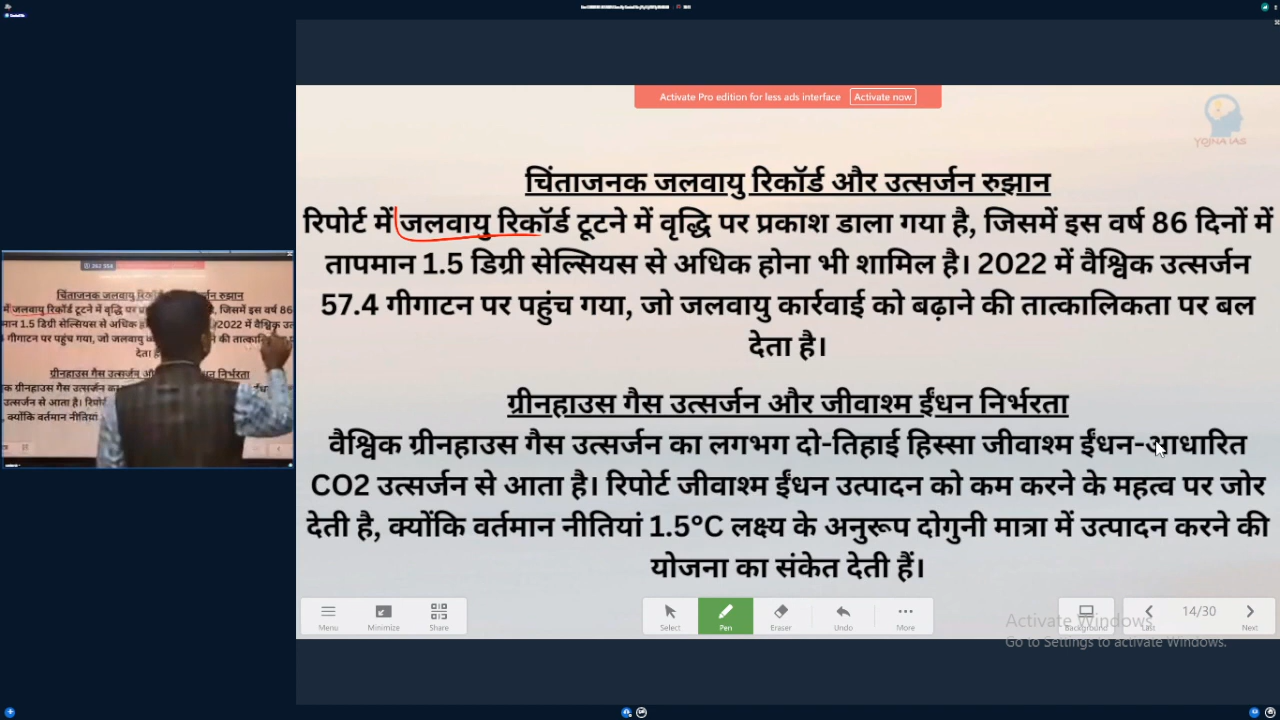 Activate Pro edition for less ads interface Activate now
YOJNA IAS
चिंताजनक जलवायु रिकॉर्ड और उत्सर्जन रुझान
रिपोर्ट में जलवायु रिकॉर्ड टूटने में वृद्धि पर प्रकाश डाला गया है, जिसमें इस वर्ष 86 दिनों में
तापमान 1.5 डिग्री सेल्सियस से अधिक होना भी शामिल है। 2022 में वैश्विक उत्सर्जन
57.4 गीगाटन पर पहुंच गया, जो जलवायु कार्रवाई को बढ़ाने की तात्कालिकता पर बल
देता है।
ग्रीनहाउस गैस उत्सर्जन और जीवाश्म ईंधन निर्भरता
वैश्विक ग्रीनहाउस गैस उत्सर्जन का लगभग दो-तिहाई हिस्सा जीवाश्म ईंधन-आधारित
CO2 उत्सर्जन से आता है। रिपोर्ट जीवाश्म ईंधन उत्पादन को कम करने के महत्व पर जोर
देती है, क्योंकि वर्तमान नीतियां 1.5°C लक्ष्य के अनुरूप दोगुनी मात्रा में उत्पादन करने की
योजना का संकेत देती हैं।
Menu Minimize Share Select Pen Eraser Undo More Background Last 14/30 Next
Activate Windows
Go to Settings to activate Windows.